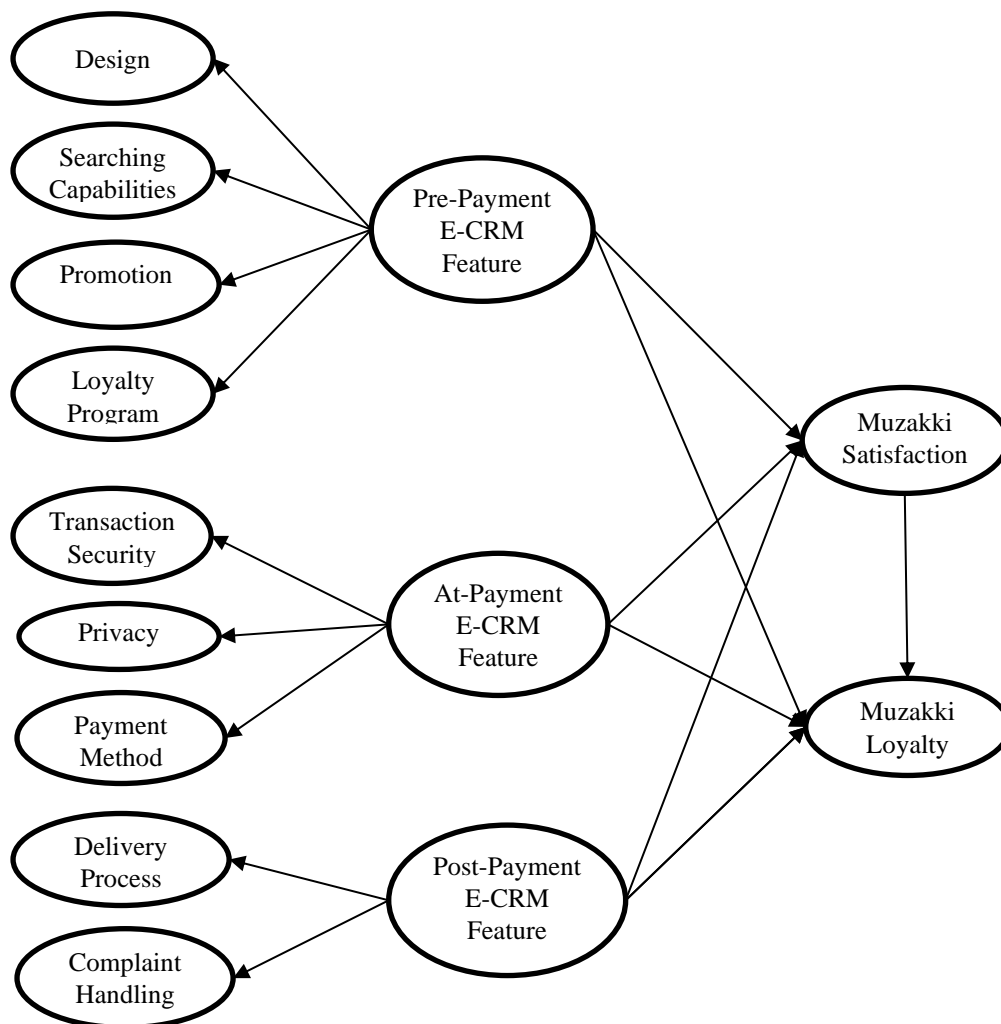 Design
Searching
Capabilities
Promotion
Loyalty
Program
Pre-Payment
E-CRM
Feature
Transaction
Security
Privacy
Payment
Method
At-Payment
E-CRM
Feature
Delivery
Process
Complaint
Handling
Post-Payment
E-CRM
Feature
Muzakki
Satisfaction
Muzakki
Loyalty